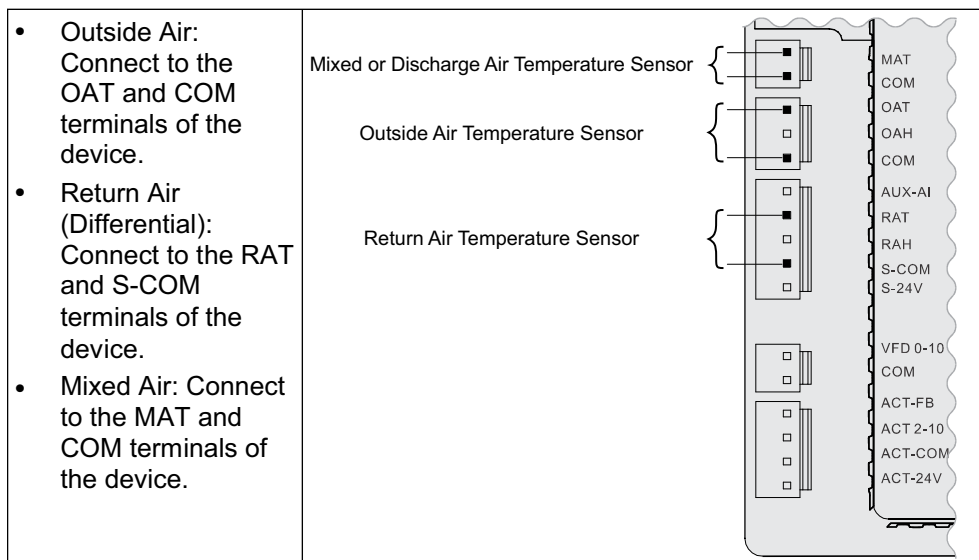 • Outside Air:
Connect to the
OAT and COM
terminals of the
device.
• Return Air
(Differential):
Connect to the RAT
and S-COM
terminals of the
device.
• Mixed Air: Connect
to the MAT and
COM terminals of
the device.
Mixed or Discharge Air Temperature Sensor
Outside Air Temperature Sensor
Return Air Temperature Sensor
MAT
COM
OAT
OAH
COM
AUX-AI
RAT
RAH
S-COM
S-24V
VFD 0-10
COM
ACT-FB
ACT 2-10
ACT-COM
ACT-24V